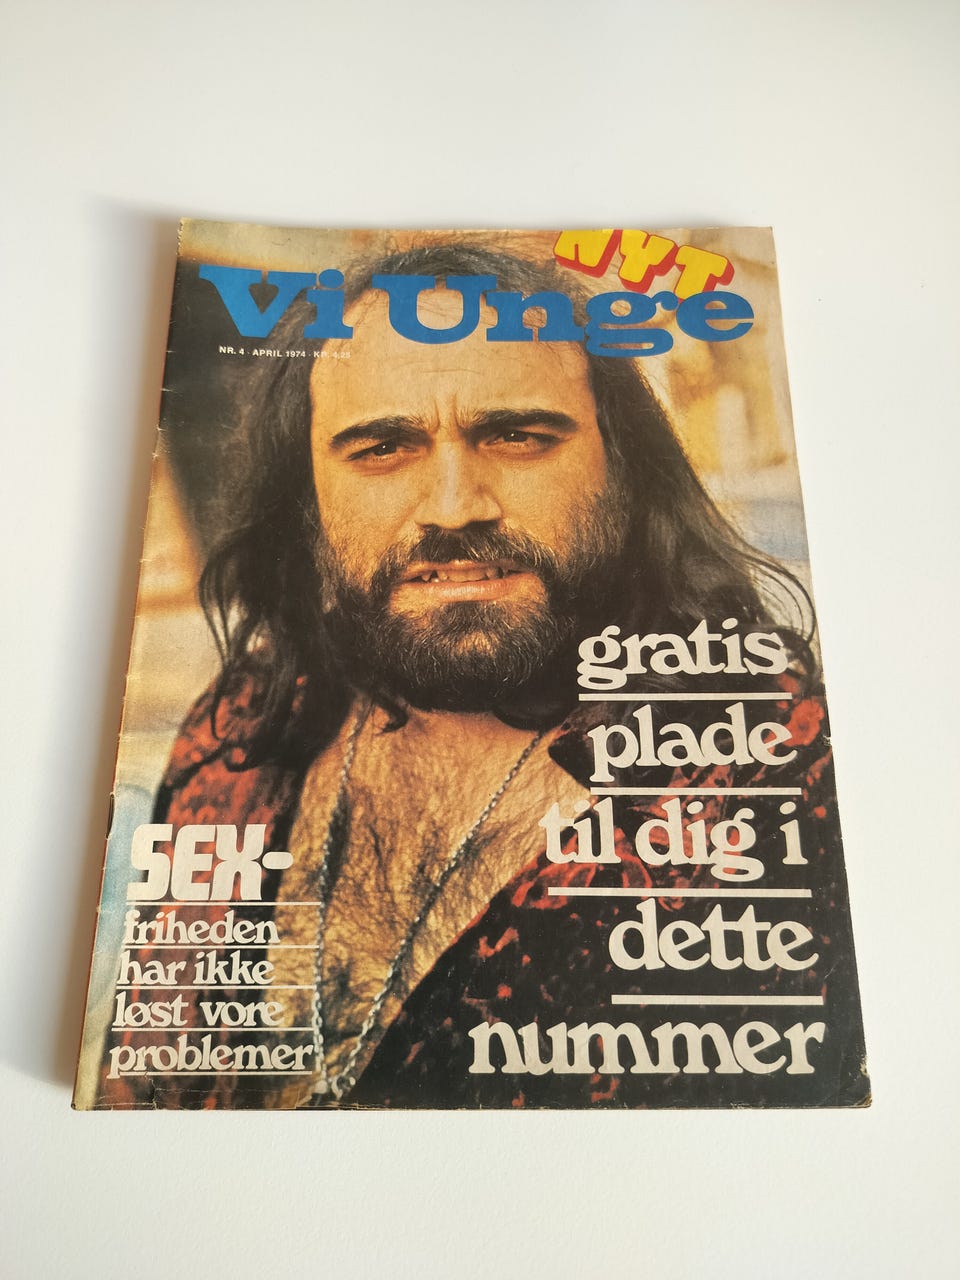 NYT
Vi Unge
NR. 4 · APRIL 1974 · KR. 4,25
gratis
plade
til dig i
dette
nummer
SEX-
friheden
har ikke
løst vore
problemer